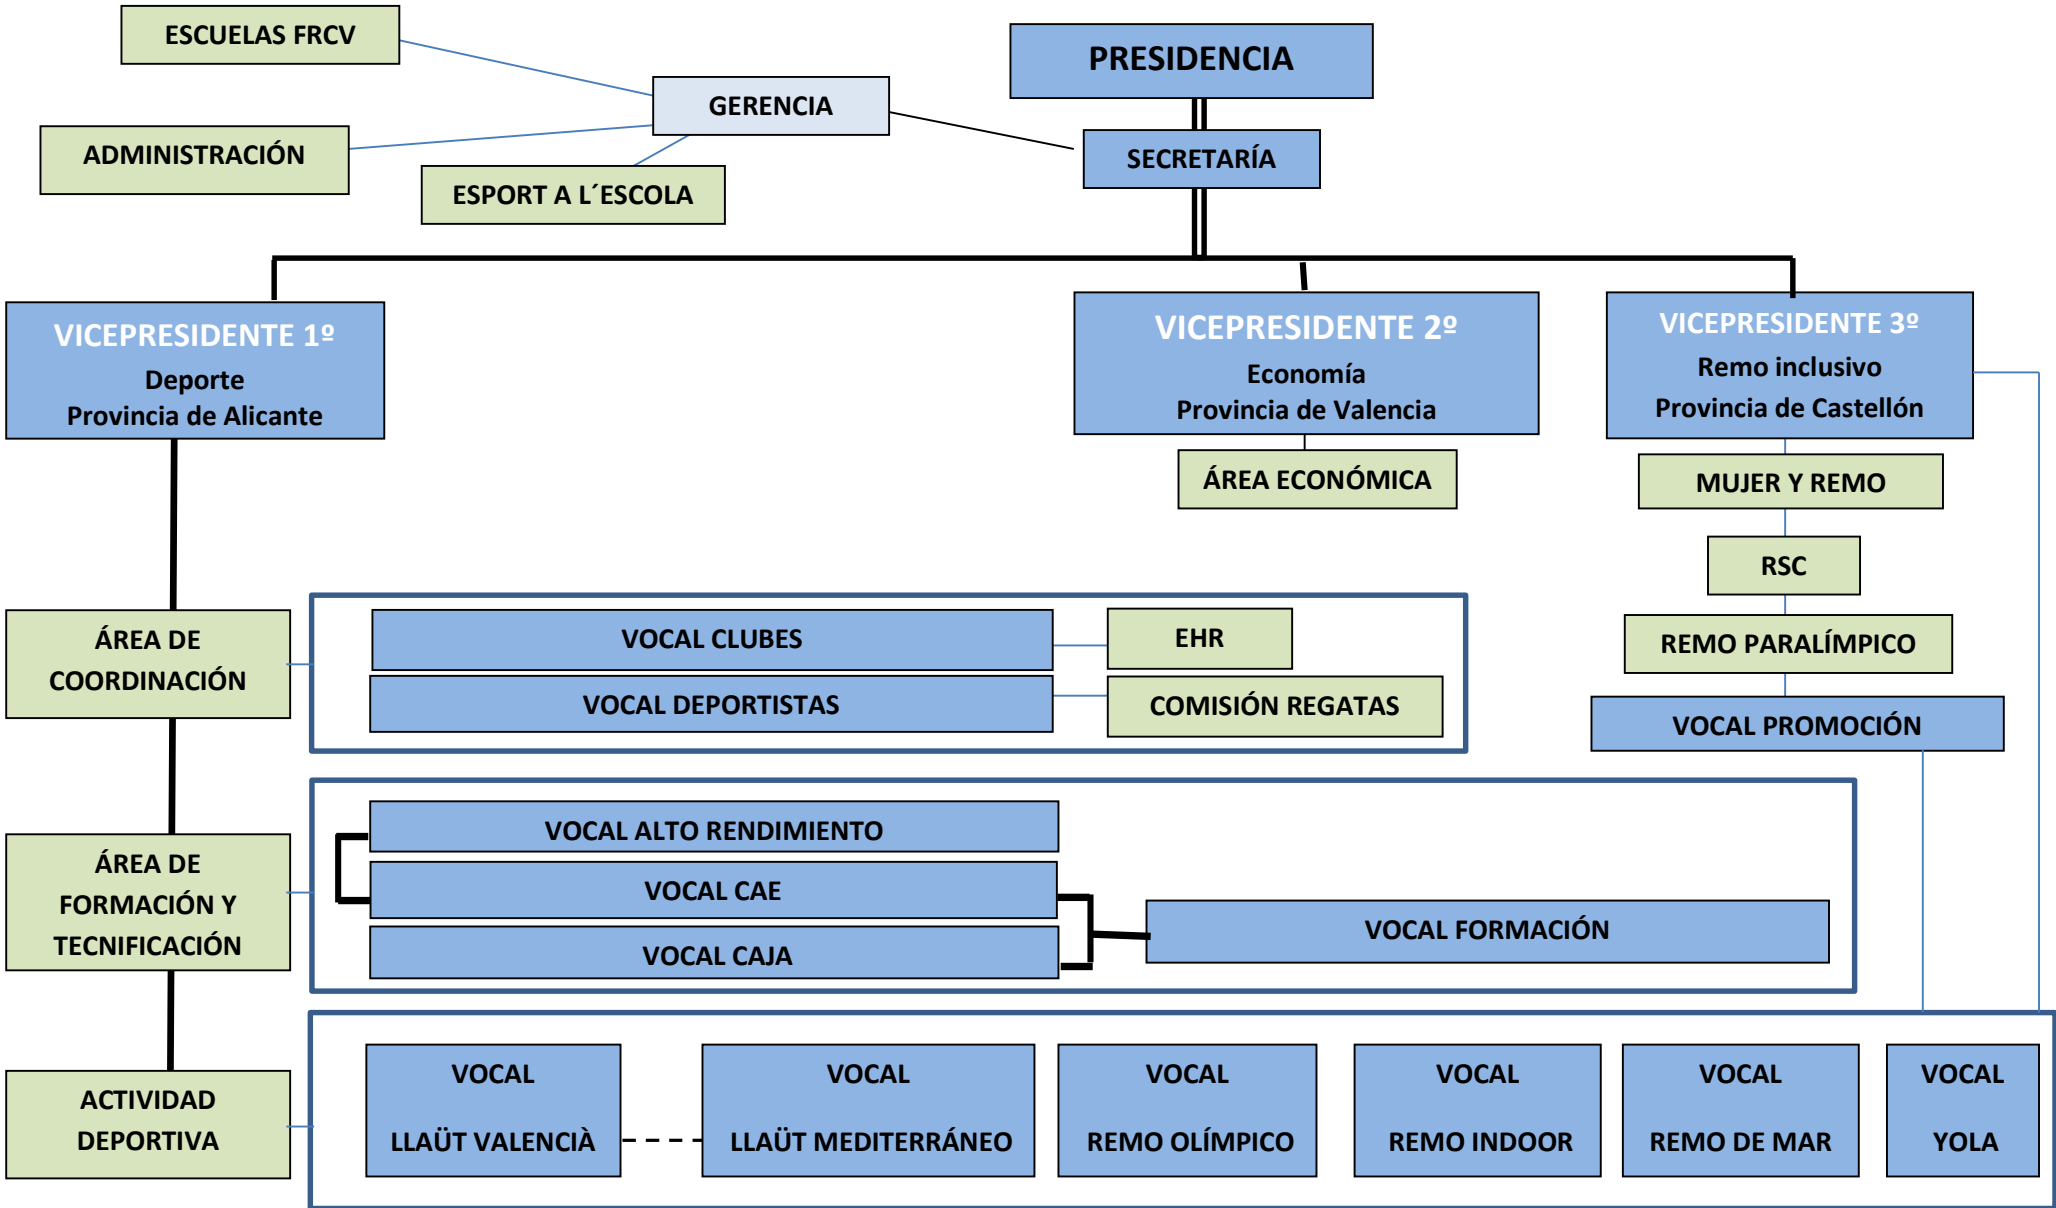 ESCUELAS FRCV
PRESIDENCIA
GERENCIA
ADMINISTRACIÓN
SECRETARÍA
ESPORT A L´ESCOLA
VICEPRESIDENTE 1º
Deporte
Provincia de Alicante
VICEPRESIDENTE 2º
Economía
Provincia de Valencia
VICEPRESIDENTE 3º
Remo inclusivo
Provincia de Castellón
ÁREA ECONÓMICA
MUJER Y REMO
RSC
REMO PARALÍMPICO
VOCAL PROMOCIÓN
ÁREA DE
COORDINACIÓN
VOCAL CLUBES
EHR
VOCAL DEPORTISTAS
COMISIÓN REGATAS
ÁREA DE
FORMACIÓN Y
TECNIFICACIÓN
VOCAL ALTO RENDIMIENTO
VOCAL CAE
VOCAL CAJA
VOCAL FORMACIÓN
ACTIVIDAD
DEPORTIVA
VOCAL
LLAÜT VALENCIÀ
VOCAL
LLAÜT MEDITERRÁNEO
VOCAL
REMO OLÍMPICO
VOCAL
REMO INDOOR
VOCAL
REMO DE MAR
VOCAL
YOLA